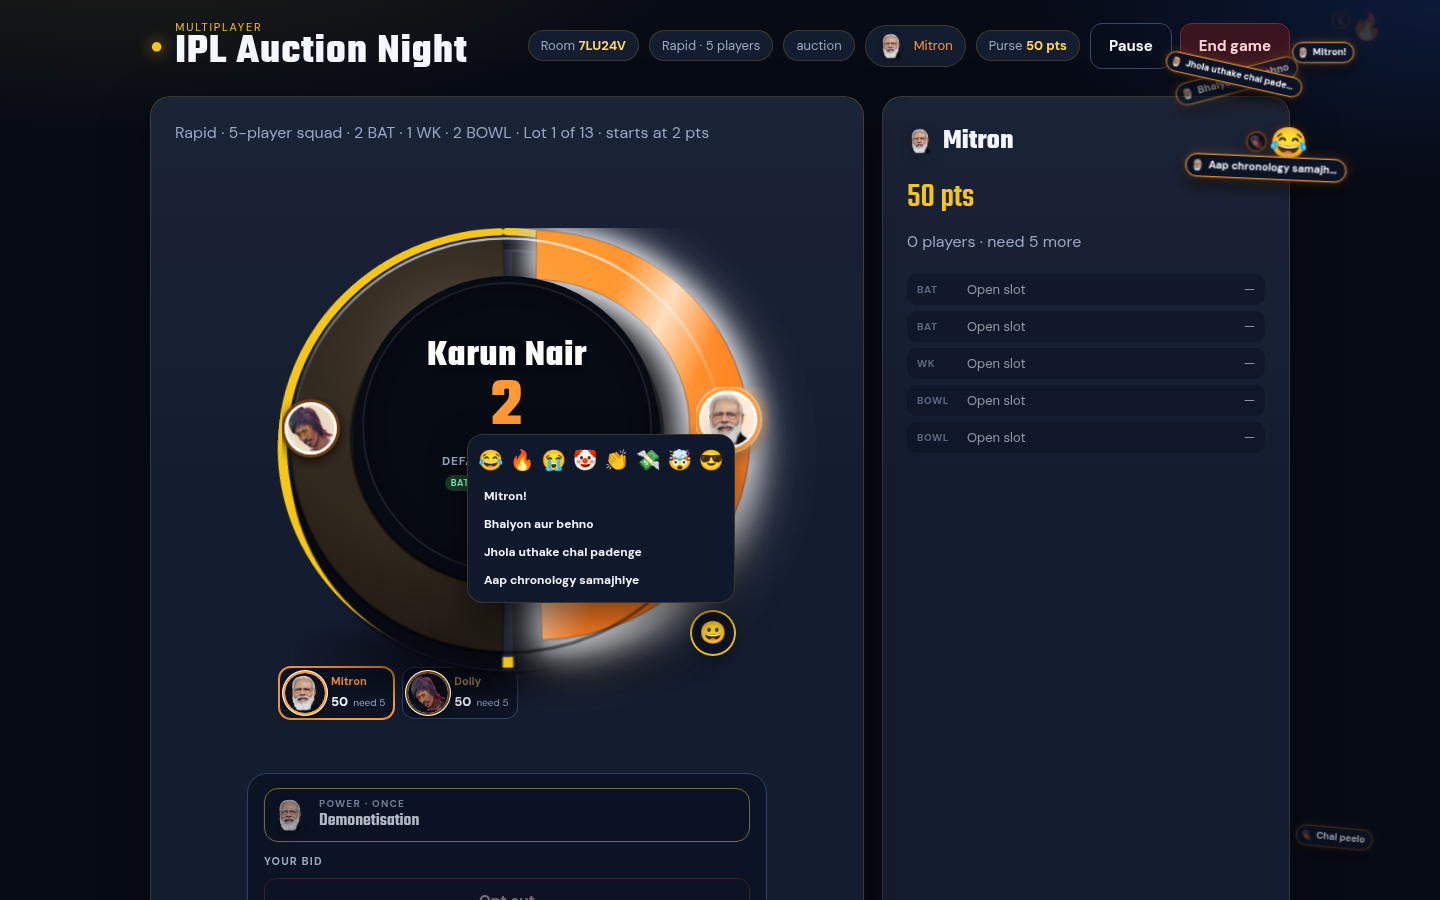 MULTIPLAYER
IPL Auction Night
Room 7LU24V
Rapid · 5 players
auction
Mitron
Purse 50 pts
Pause
End game
Mitron!
Jhola uthake chal pade...
Aap chronology samajh...
Rapid · 5-player squad · 2 BAT · 1 WK · 2 BOWL · Lot 1 of 13 · starts at 2 pts
Karun Nair
2
BAT
Mitron!
Bhaiyon aur behno
Jhola uthake chal padenge
Aap chronology samajhiye
Mitron
50 need 5
Dolly
50 need 5
POWER · ONCE
Demonetisation
YOUR BID
Opt out
Mitron
50 pts
0 players · need 5 more
BAT Open slot —
BAT Open slot —
WK Open slot —
BOWL Open slot —
BOWL Open slot —
Chai peelo